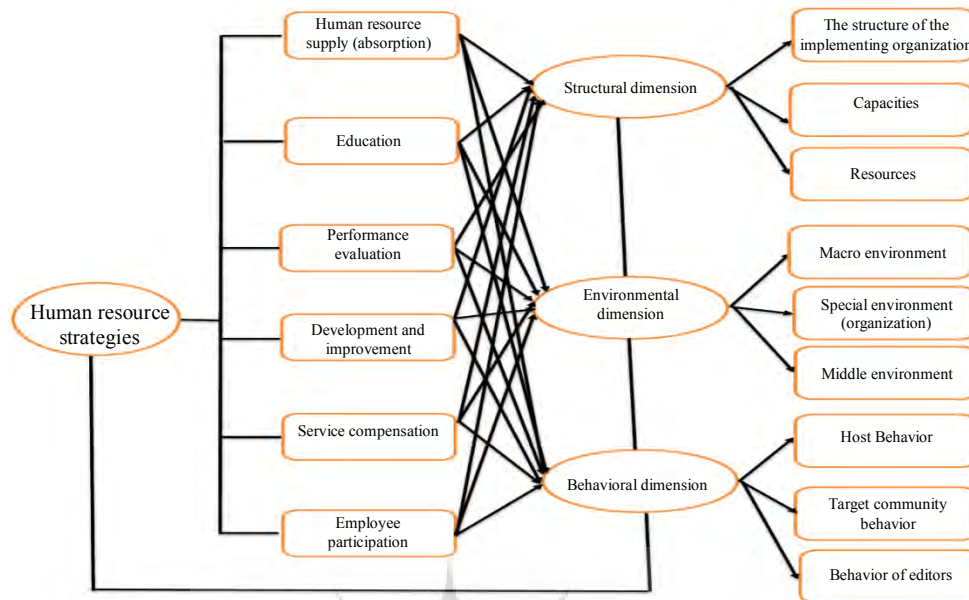 Human resource
strategies
Human resource
supply (absorption)
Education
Performance
evaluation
Development and
improvement
Service compensation
Employee
participation
Structural dimension
Environmental
dimension
Behavioral dimension
The structure of the
implementing organization
Capacities
Resources
Macro environment
Special environment
(organization)
Middle environment
Host Behavior
Target community
behavior
Behavior of editors